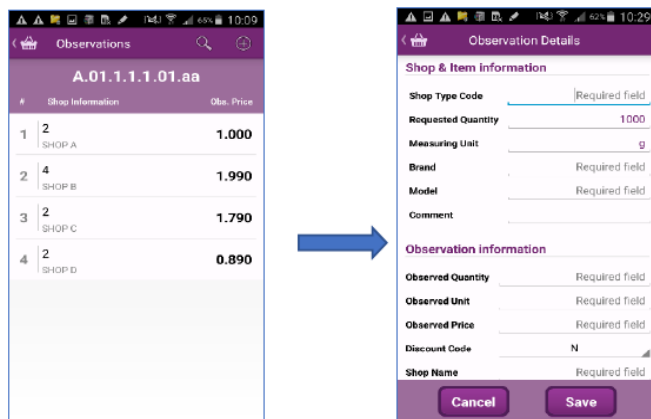 65% 10:09
Observations
A.01.1.1.1.01.aa
# Shop Information Obs. Price
1 2 1.000
SHOP A
2 4 1.990
SHOP B
3 2 1.790
SHOP C
4 2 0.890
SHOP D
62% 10:29
Observation Details
Shop & Item information
Shop Type Code Required field
Requested Quantity 1000
Measuring Unit g
Brand Required field
Model Required field
Comment
Observation information
Observed Quantity Required field
Observed Unit Required field
Observed Price Required field
Discount Code N
Shop Name Required field
Cancel Save